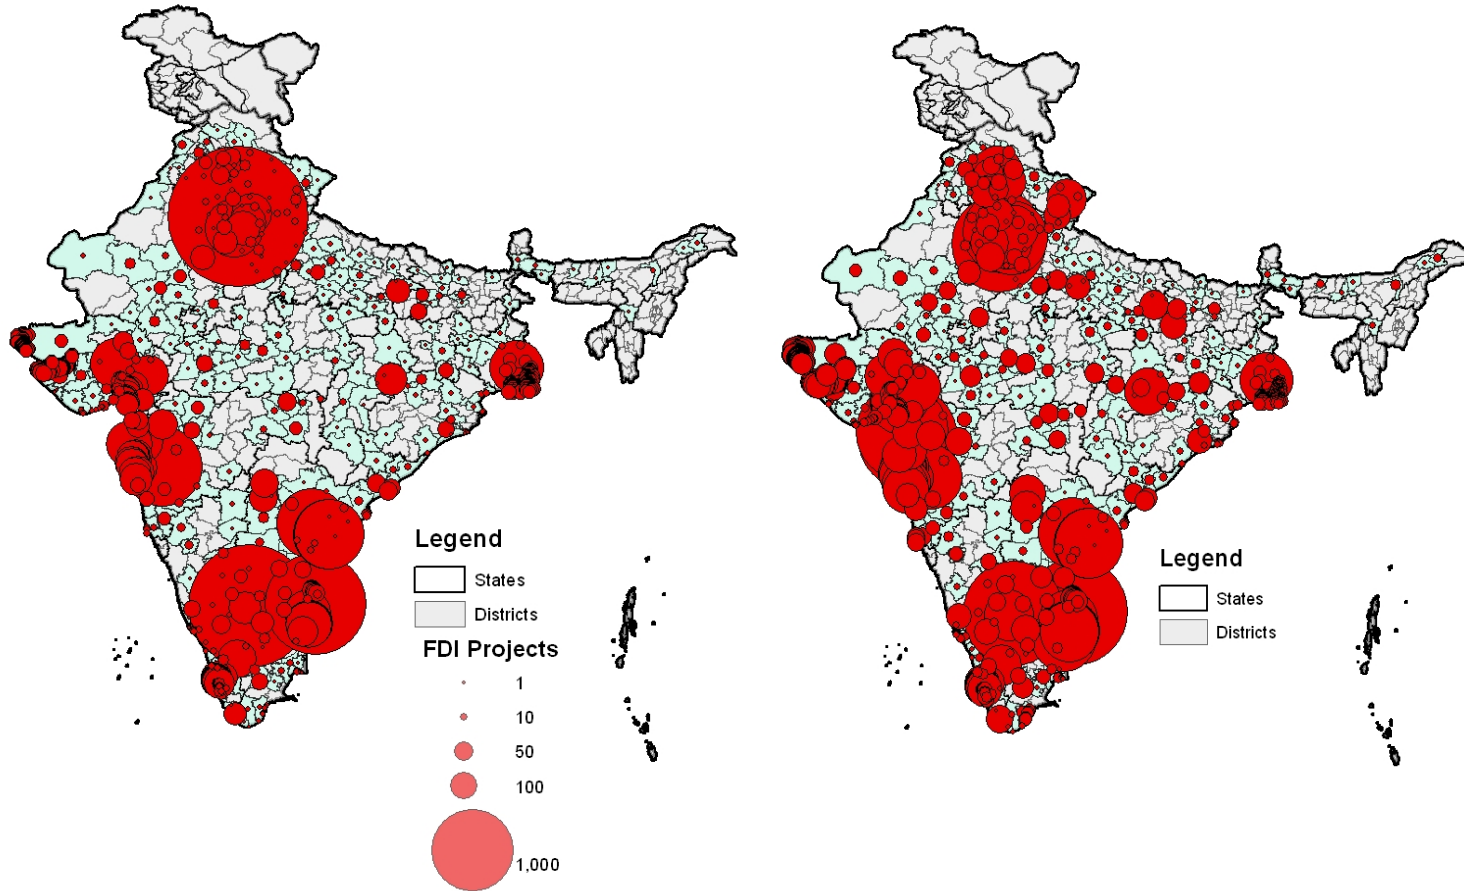 Legend
States
Districts
FDI Projects
1
10
50
100
1,000
Legend
States
Districts